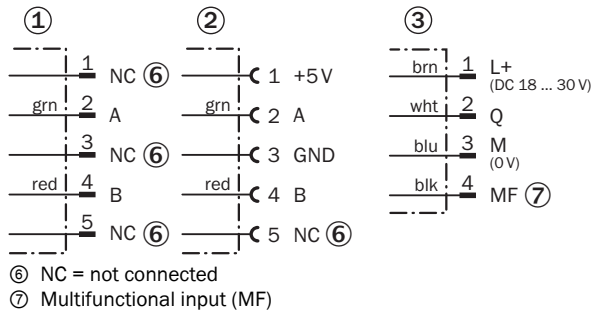 ① ② ③
1 NC ⑥
grn 2 A
3 NC ⑥
red 4 B
5 NC ⑥
1 +5 V
grn 2 A
3 GND
red 4 B
5 NC ⑥
brn 1 L+
(DC 18 ... 30 V)
wht 2 Q
blu 3 M
(0 V)
blk 4 MF ⑦
⑥ NC = not connected
⑦ Multifunctional input (MF)